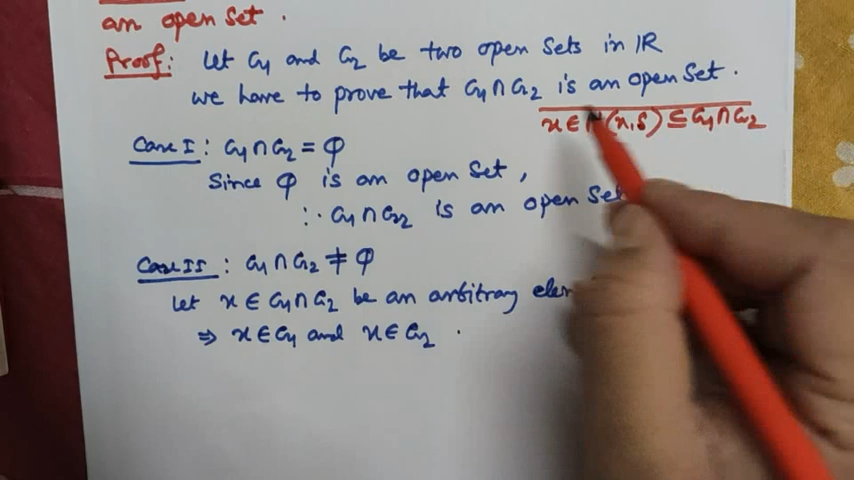 an open set.
Proof: Let G1 and G2 be two open sets in IR
we have to prove that G1 ∩ G2 is an open set.
x ∈ N(x, δ) ⊆ G1 ∩ G2
Case I: G1 ∩ G2 = φ
Since φ is an open set,
∴ G1 ∩ G2 is an open set
Case II: G1 ∩ G2 ≠ φ
Let x ∈ G1 ∩ G2 be an arbitrary
⇒ x ∈ G1 and x ∈ G2.